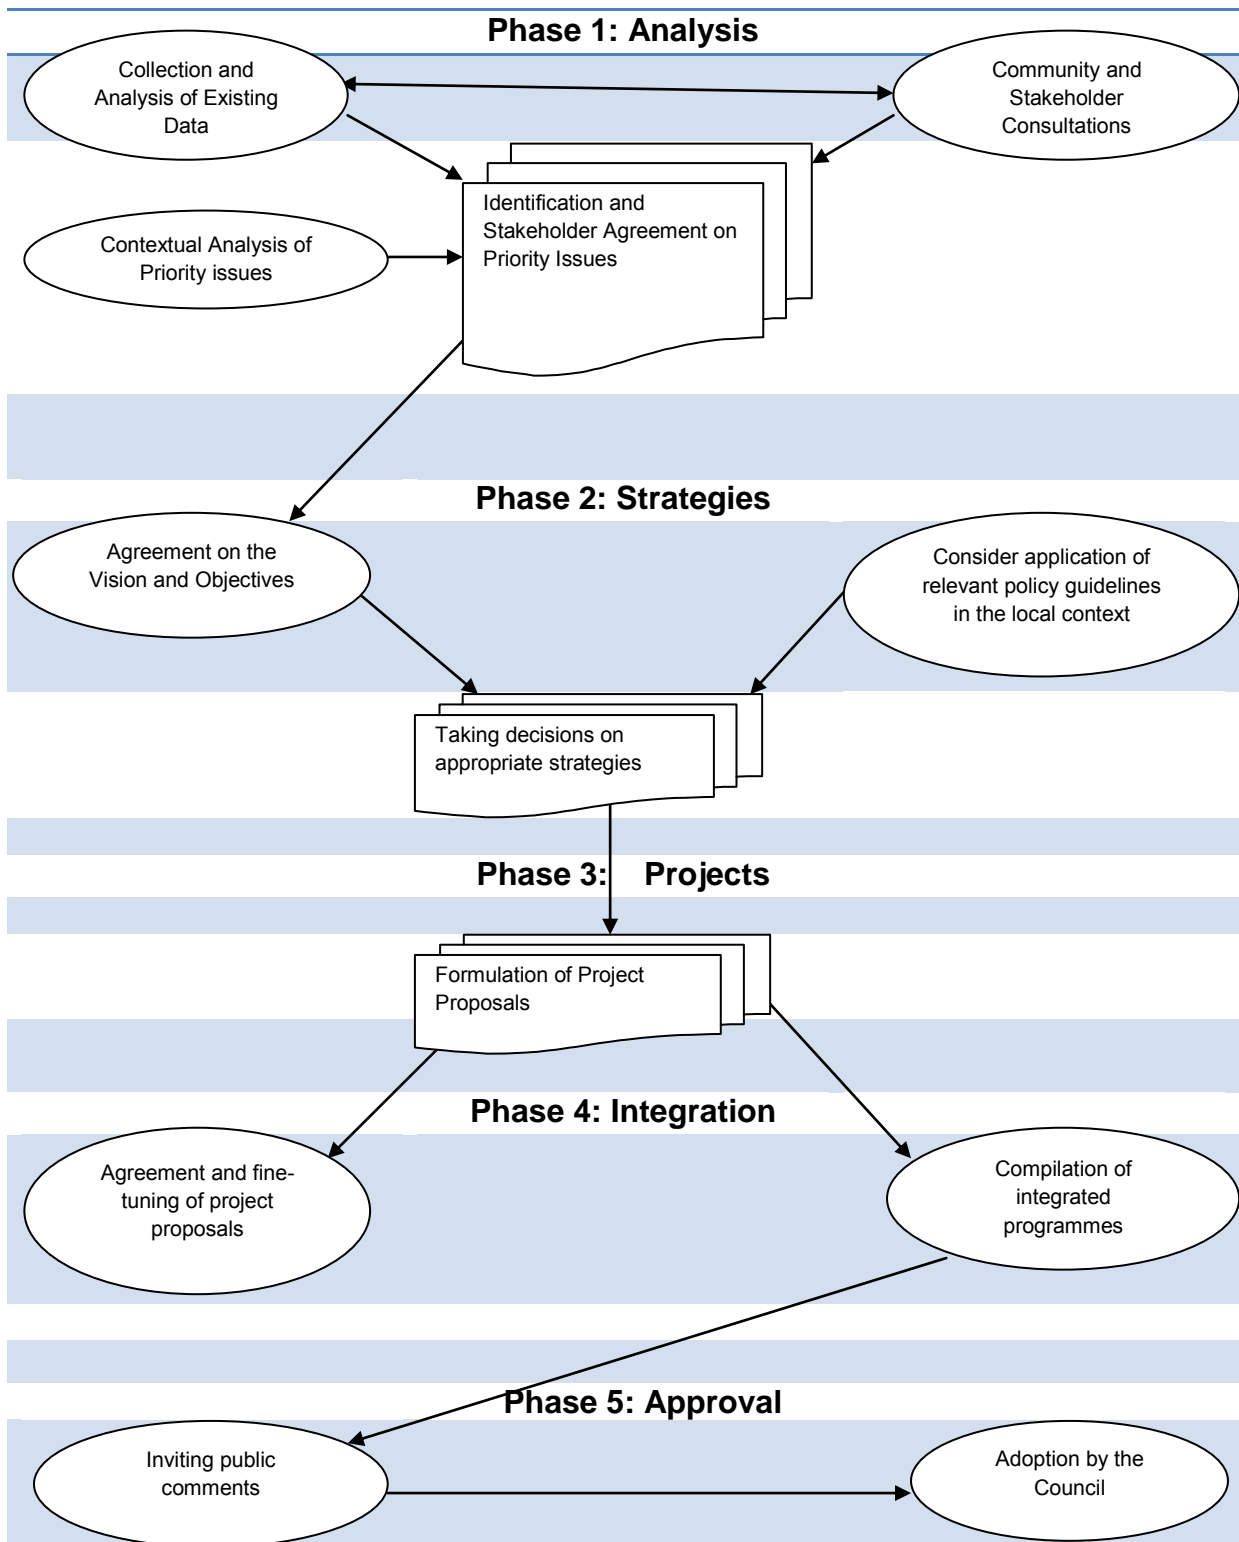 Phase 1: Analysis
Collection and
Analysis of Existing
Data
Community and
Stakeholder
Consultations
Identification and
Stakeholder Agreement on
Priority Issues
Contextual Analysis of
Priority issues
Phase 2: Strategies
Agreement on the
Vision and Objectives
Consider application of
relevant policy guidelines
in the local context
Taking decisions on
appropriate strategies
Phase 3: Projects
Formulation of Project
Proposals
Phase 4: Integration
Agreement and fine-
tuning of project
proposals
Compilation of
integrated
programmes
Phase 5: Approval
Inviting public
comments
Adoption by the
Council